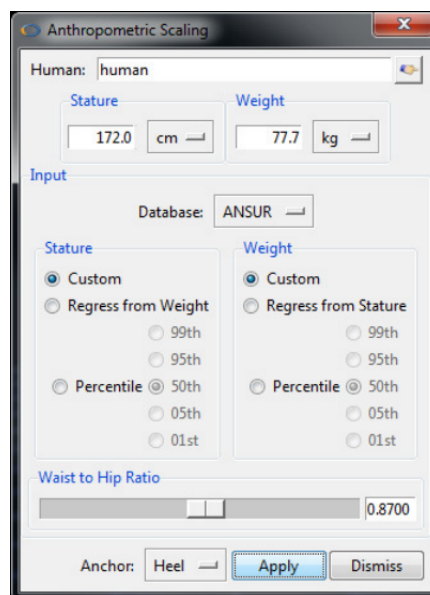 Anthropometric Scaling
Human: human
Stature Weight
172.0 cm 77.7 kg
Input
Database: ANSUR
Stature Weight
Custom Custom
Regress from Weight Regress from Stature
99th 99th
95th 95th
Percentile 50th Percentile 50th
05th 05th
01st 01st
Waist to Hip Ratio
0.8700
Anchor: Heel Apply Dismiss